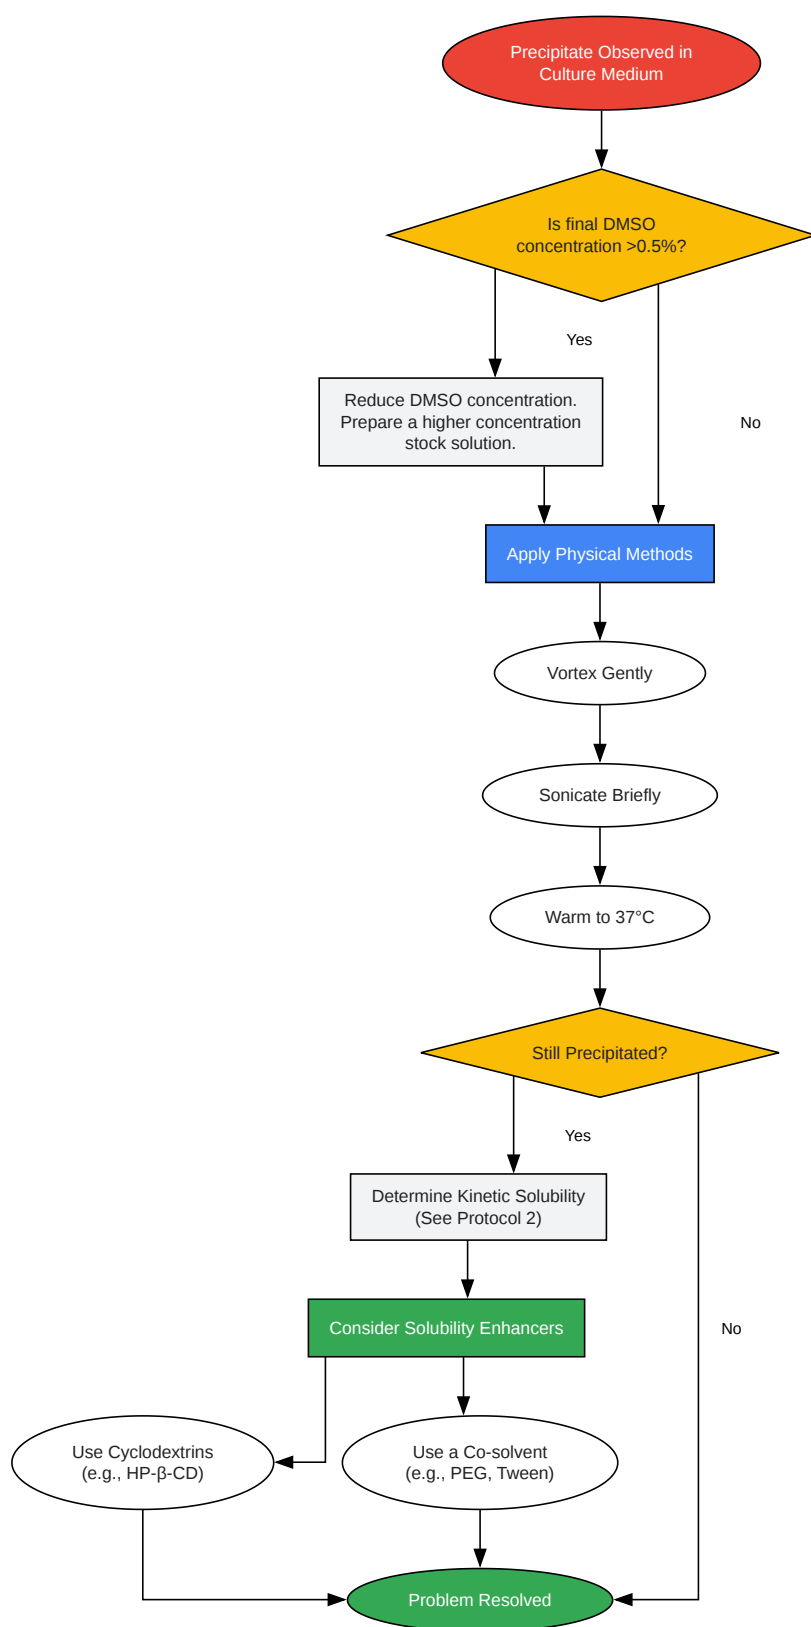 Precipitate Observed in
Culture Medium
Is final DMSO
concentration >0.5%?
Yes
Reduce DMSO concentration.
Prepare a higher concentration
stock solution.
No
Apply Physical Methods
Vortex Gently
Sonicate Briefly
Warm to 37°C
Still Precipitated?
Yes
Determine Kinetic Solubility
(See Protocol 2)
Consider Solubility Enhancers
No
Use Cyclodextrins
(e.g., HP-β-CD)
Use a Co-solvent
(e.g., PEG, Tween)
Problem Resolved